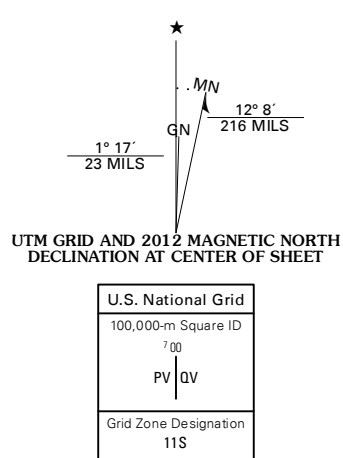 ★
MN
12° 8´
216 MILS
GN
1° 17´
23 MILS
UTM GRID AND 2012 MAGNETIC NORTH
DECLINATION AT CENTER OF SHEET
U.S. National Grid
100,000-m Square ID
7 00
PV QV
Grid Zone Designation
11S